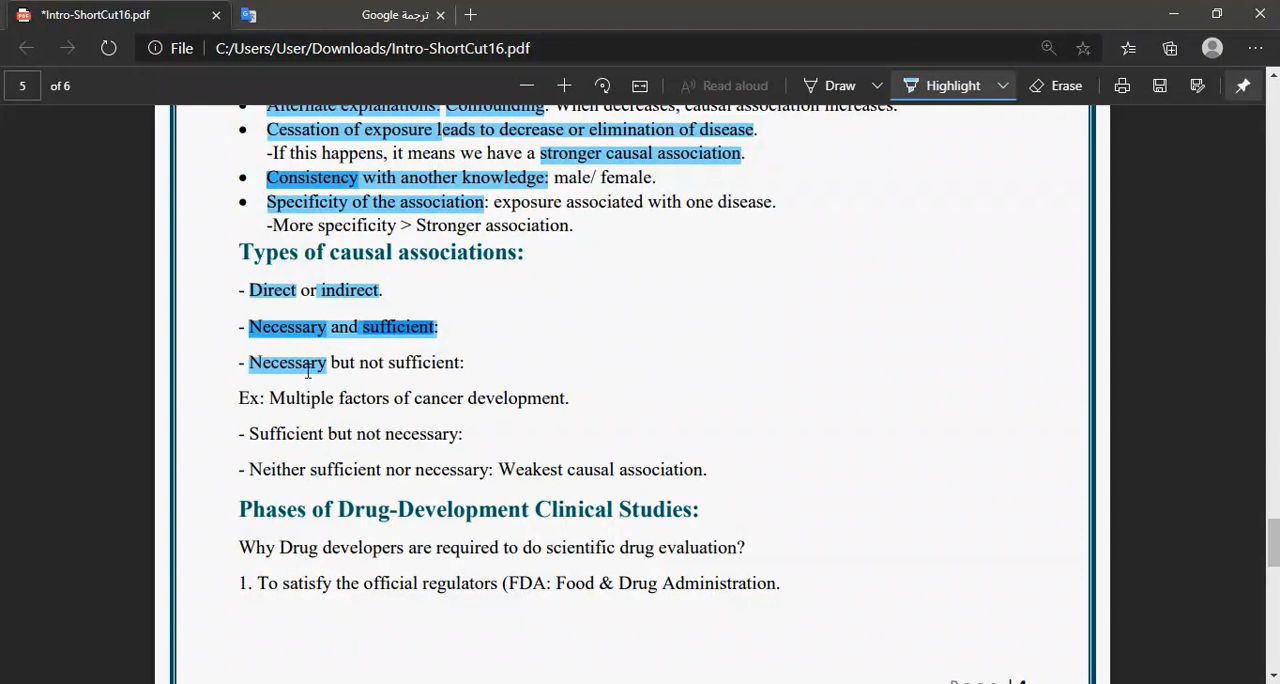 *Intro-ShortCut16.pdf
Google ترجمة
File
C:/Users/User/Downloads/Intro-ShortCut16.pdf
5 of 6
Read aloud
Draw
Highlight
Erase
• Alternate explanations: Confounding: When decreases, causal association increases.
• Cessation of exposure leads to decrease or elimination of disease.
-If this happens, it means we have a stronger causal association.
• Consistency with another knowledge: male/ female.
• Specificity of the association: exposure associated with one disease.
-More specificity > Stronger association.
Types of causal associations:
- Direct or indirect.
- Necessary and sufficient:
- Necessary but not sufficient:
Ex: Multiple factors of cancer development.
- Sufficient but not necessary:
- Neither sufficient nor necessary: Weakest causal association.
Phases of Drug-Development Clinical Studies:
Why Drug developers are required to do scientific drug evaluation?
1. To satisfy the official regulators (FDA: Food & Drug Administration.